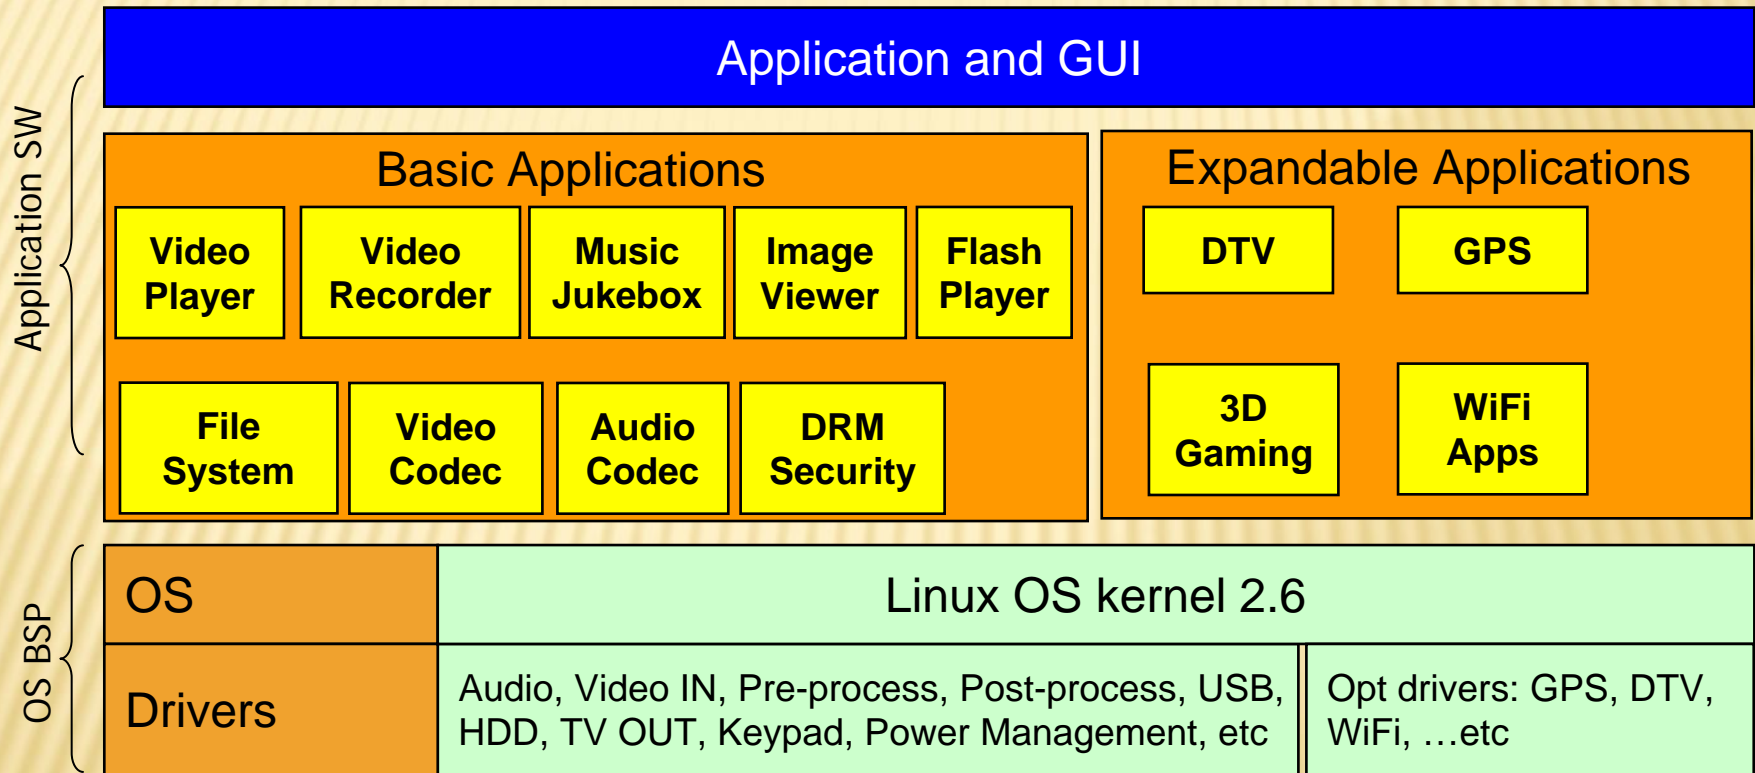 Application and GUI
Application SW
Basic Applications
Video
Player
Video
Recorder
Music
Jukebox
Image
Viewer
Flash
Player
File
System
Video
Codec
Audio
Codec
DRM
Security
Expandable Applications
DTV
GPS
3D
Gaming
WiFi
Apps
OS BSP
OS
Linux OS kernel 2.6
Drivers
Audio, Video IN, Pre-process, Post-process, USB,
HDD, TV OUT, Keypad, Power Management, etc
Opt drivers: GPS, DTV,
WiFi, …etc